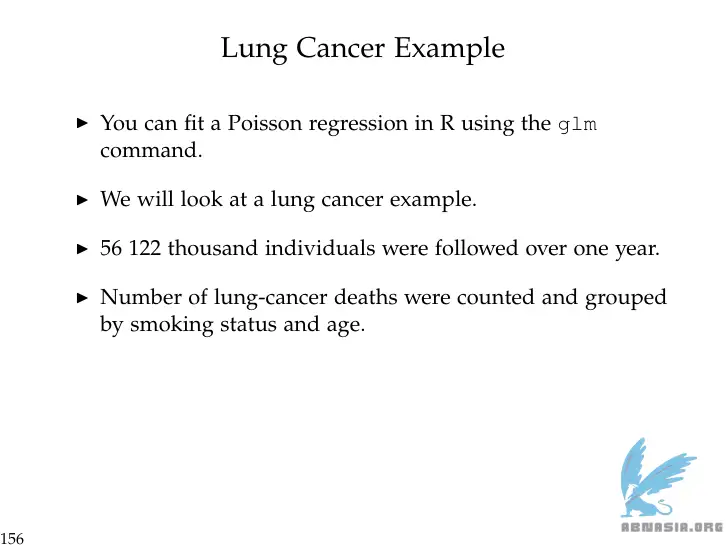 Lung Cancer Example
▶ You can fit a Poisson regression in R using the glm
command.
▶ We will look at a lung cancer example.
▶ 56 122 thousand individuals were followed over one year.
▶ Number of lung-cancer deaths were counted and grouped
by smoking status and age.
ABNASIA.ORG
156